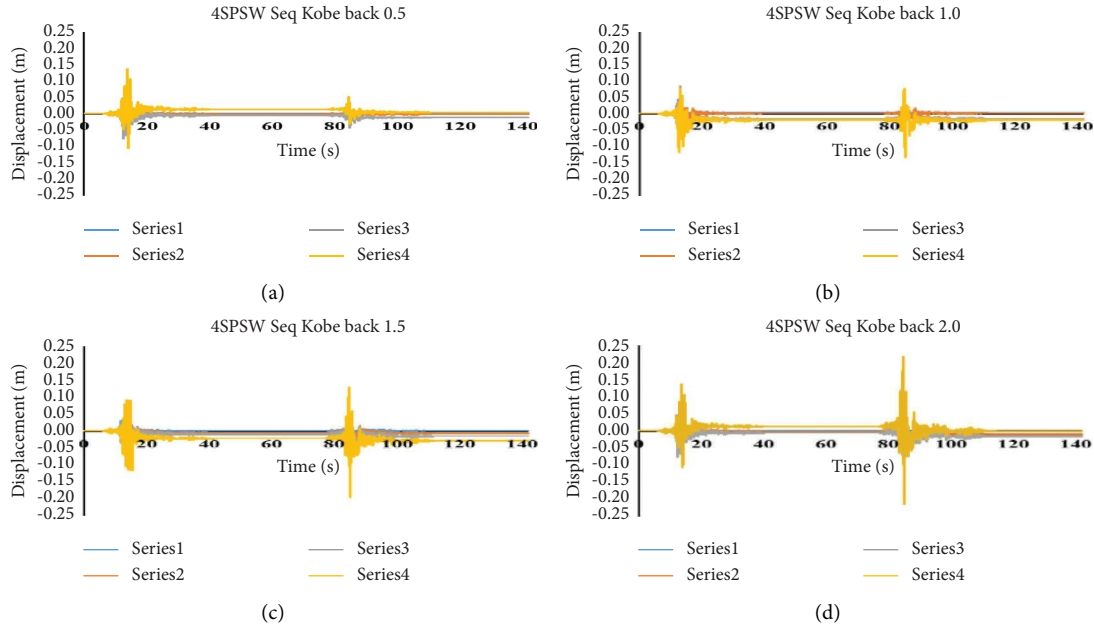 4SPSW Seq Kobe back 0.5
0.25
0.20
0.15
0.10
0.05
0.00
-0.05
-0.10
-0.15
-0.20
-0.25
Displacement (m)
0 20 40 60 80 100 120 140
Time (s)
Series1 Series3
Series2 Series4
(a)
4SPSW Seq Kobe back 1.0
0.25
0.20
0.15
0.10
0.05
0.00
-0.05
-0.10
-0.15
-0.20
-0.25
Displacement (m)
0 20 40 60 80 100 120 140
Time (s)
Series1 Series3
Series2 Series4
(b)
4SPSW Seq Kobe back 1.5
0.25
0.20
0.15
0.10
0.05
0.00
-0.05
-0.10
-0.15
-0.20
0.25
Displacement (m)
0 20 40 60 80 100 120 140
Time (s)
Series1 Series3
Series2 Series4
(c)
4SPSW Seq Kobe back 2.0
0.25
0.20
0.15
0.10
0.05
0.00
-0.05
-0.10
-0.15
-0.20
-0.25
Displacement (m)
0 20 40 60 80 100 120 140
Time (s)
Series1 Series3
Series2 Series4
(d)